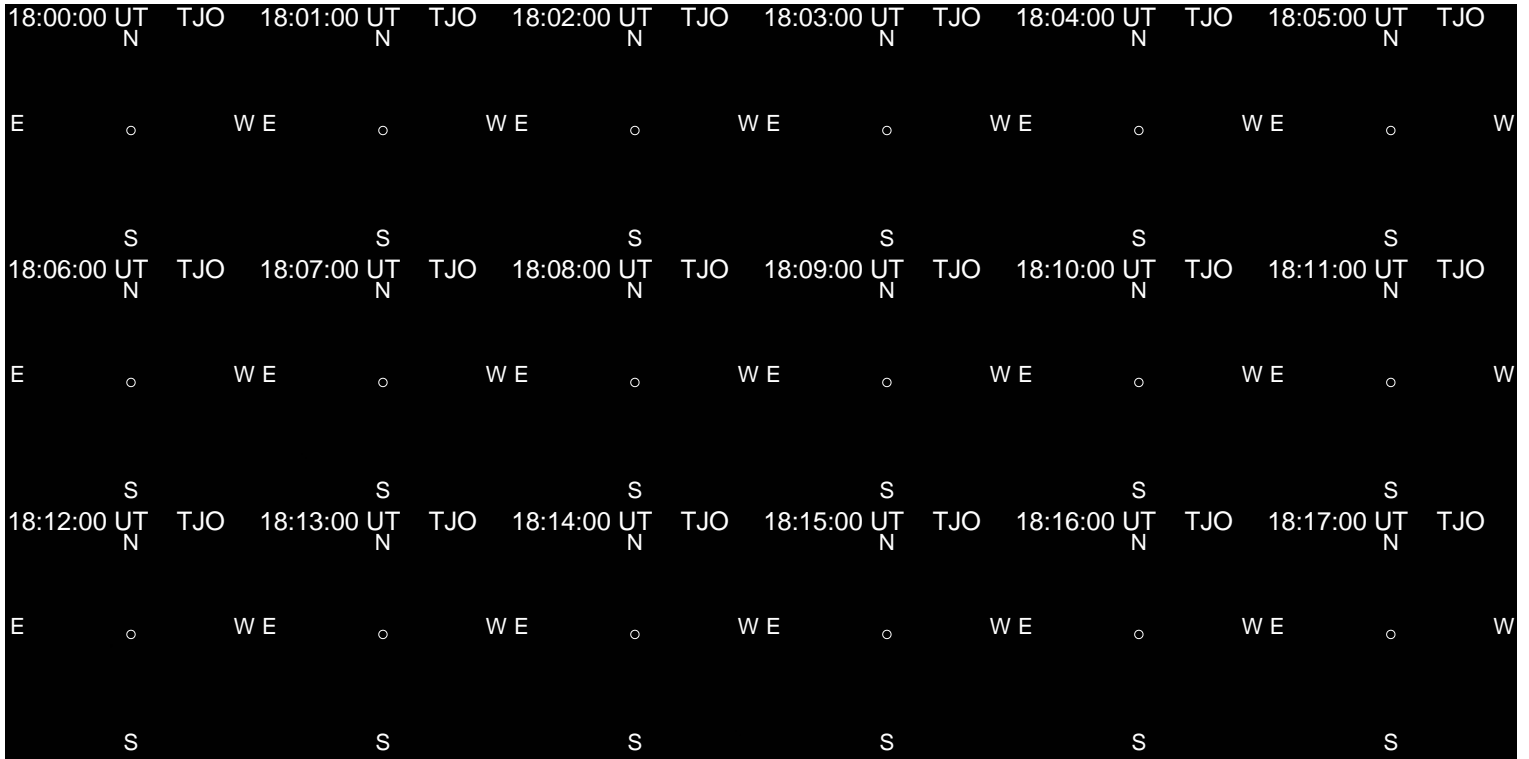 18:00:00 UT TJO 18:01:00 UT TJO 18:02:00 UT TJO 18:03:00 UT TJO 18:04:00 UT TJO 18:05:00 UT TJO
N N N N N N
E W E W E W E W E W E W
S S S S S S
18:06:00 UT TJO 18:07:00 UT TJO 18:08:00 UT TJO 18:09:00 UT TJO 18:10:00 UT TJO 18:11:00 UT TJO
N N N N N N
E W E W E W E W E W E W
S S S S S S
18:12:00 UT TJO 18:13:00 UT TJO 18:14:00 UT TJO 18:15:00 UT TJO 18:16:00 UT TJO 18:17:00 UT TJO
N N N N N N
E W E W E W E W E W E W
S S S S S S